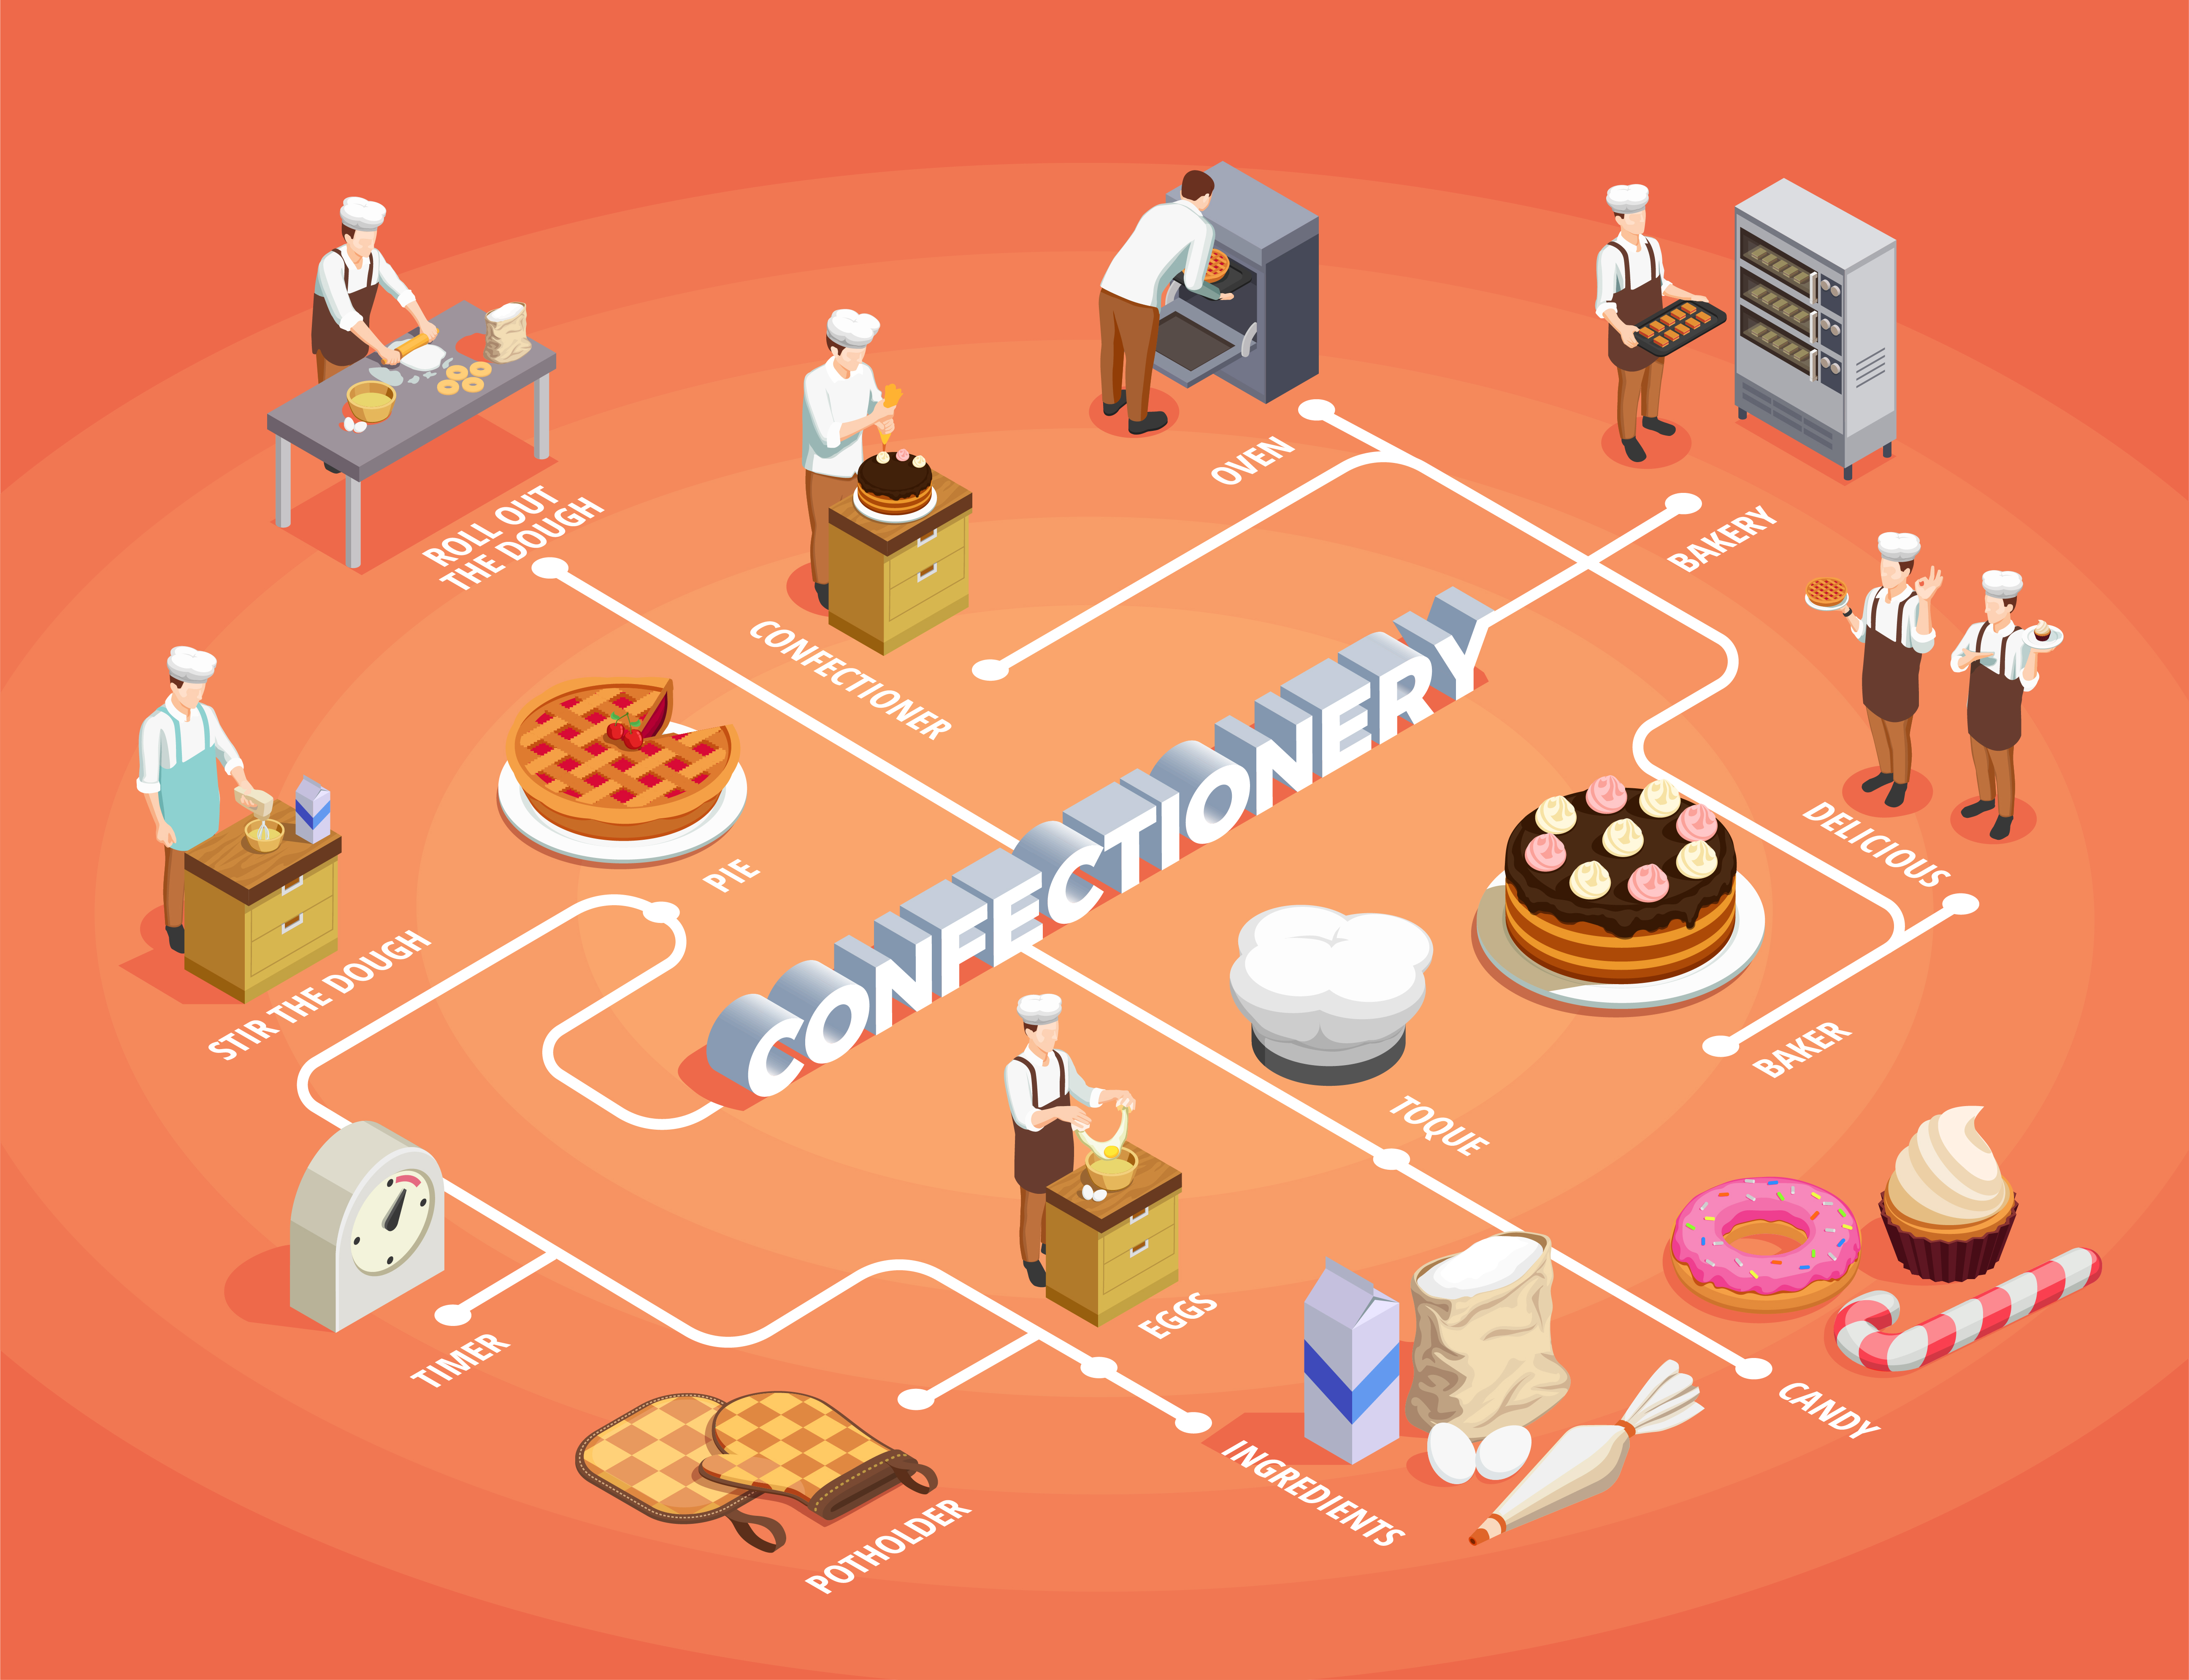 ROLL OUT
THE DOUGH
CONFECTIONER
OVEN
BAKERY
STIR THE DOUGH
PIE
CONFECTIONERY
DELICIOUS
BAKER
TOQUE
EGGS
TIMER
POTHOLDER
INGREDIENTS
CANDY